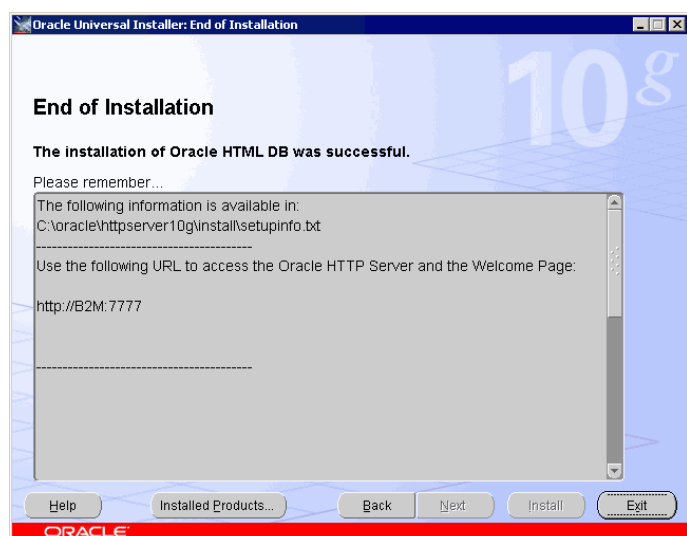 Oracle Universal Installer: End of Installation
10g
End of Installation
The installation of Oracle HTML DB was successful.
Please remember...
The following information is available in:
C:\oracle\httpserver10g\install\setupinfo.txt
-----------------------------------------
Use the following URL to access the Oracle HTTP Server and the Welcome Page:
http://B2M:7777
-----------------------------------------
Help Installed Products... Back Next Install Exit
ORACLE